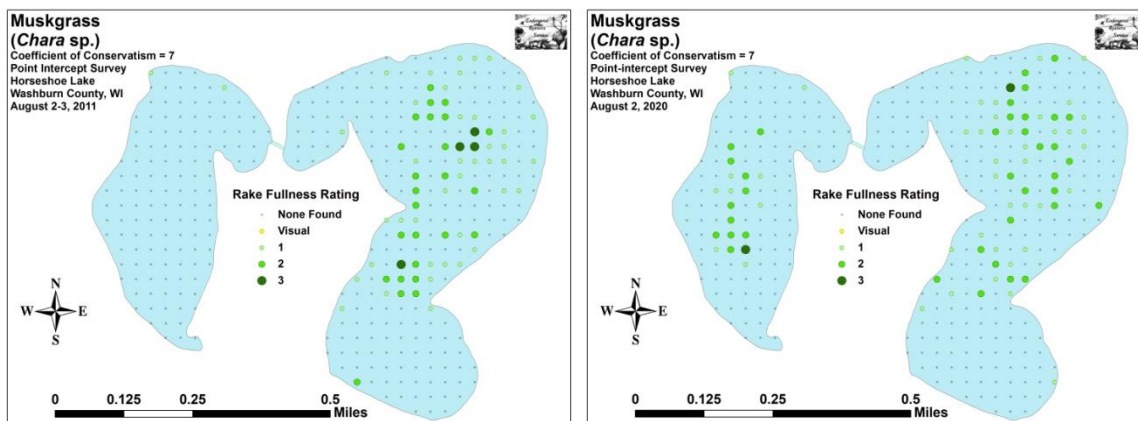 Muskgrass
(Chara sp.)
Coefficient of Conservatism = 7
Point Intercept Survey
Horseshoe Lake
Washburn County, WI
August 2-3, 2011
Rake Fullness Rating
None Found
Visual
1
2
3
N
W E
S
0 0.125 0.25 0.5
Miles
Muskgrass
(Chara sp.)
Coefficient of Conservatism = 7
Point-intercept Survey
Horseshoe Lake
Washburn County, WI
August 2, 2020
Rake Fullness Rating
None Found
Visual
1
2
3
N
W E
S
0 0.125 0.25 0.5
Miles